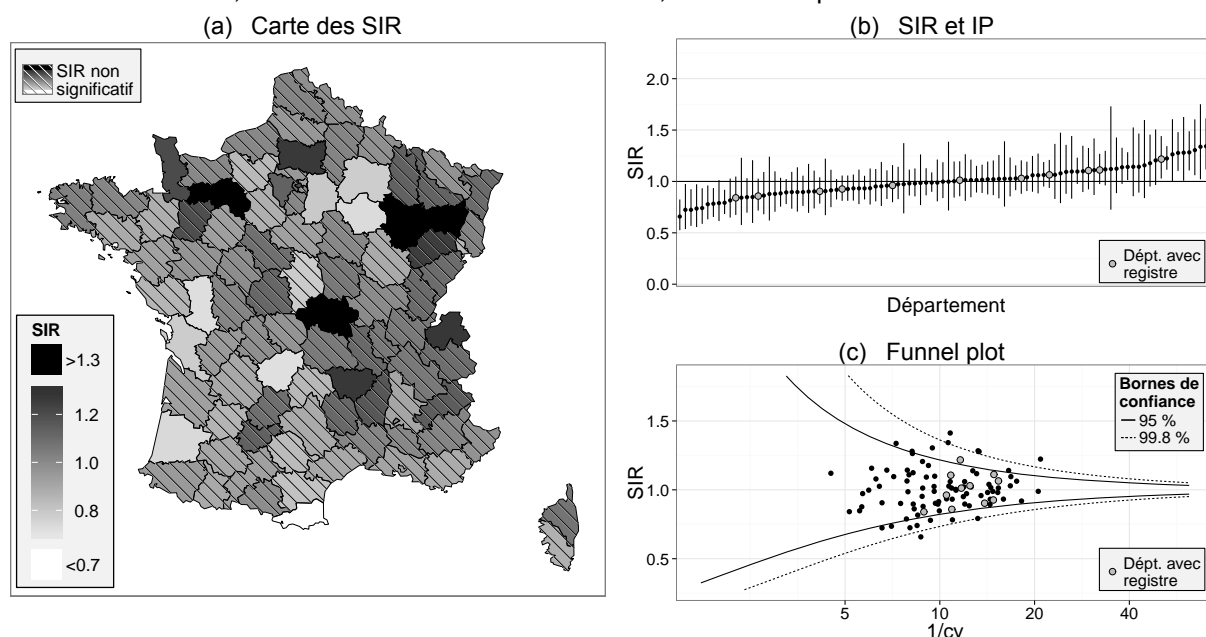 (a) Carte des SIR
SIR non
significatif
SIR
>1.3
1.2
1.0
0.8
<0.7
(b) SIR et IP
SIR
2.0
1.5
1.0
0.5
0.0
Dépt. avec
registre
Département
(c) Funnel plot
SIR
1.5
1.0
0.5
Bornes de
confiance
95 %
99.8 %
Dépt. avec
registre
5 10 20 40
1/cv